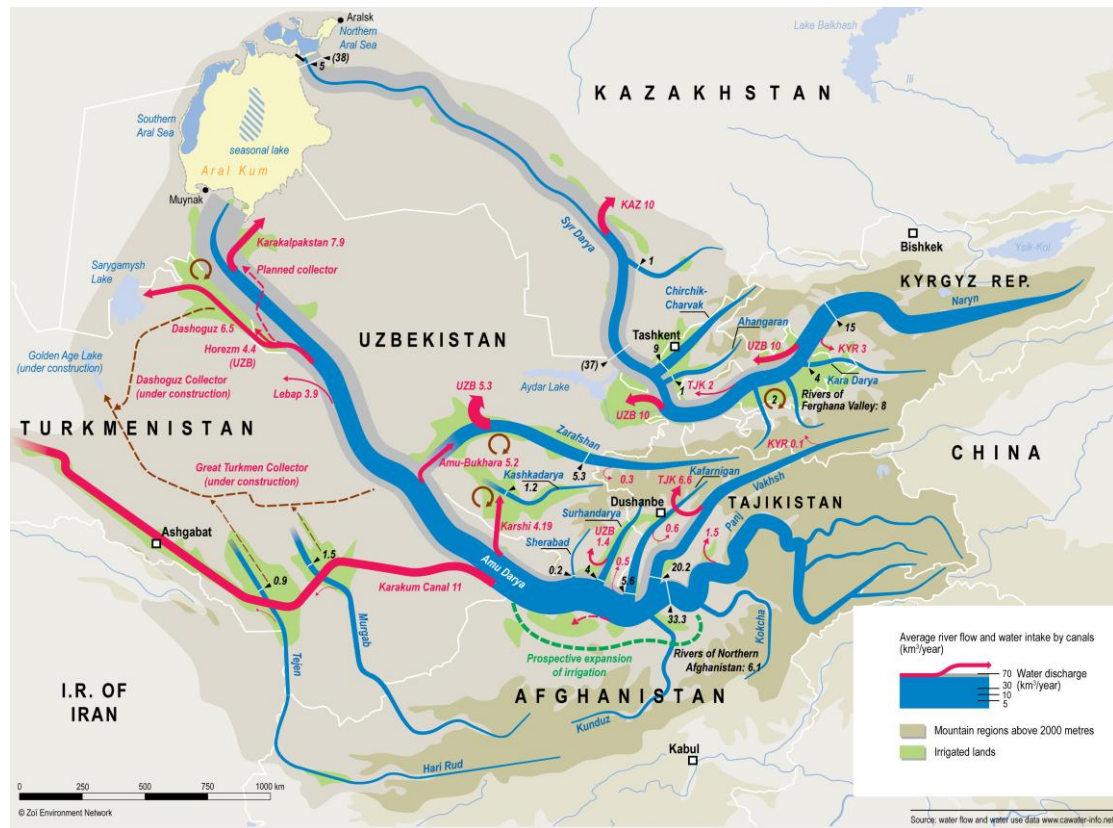 Aralsk
Northern
Aral Sea
(38)
5
Lake Balkhash
Ili
KAZAKHSTAN
Southern
Aral Sea
seasonal lake
Aral Kum
Muynak
KAZ 10
Syr Darya
Bishkek
Ysik-Kol
Karakalpakstan 7.9
Planned collector
Sarygamysh
Lake
1
Chirchik-
Charvak
KYRGYZ REP.
Naryn
UZBEKISTAN
Tashkent
Ahangaran
15
Dashoguz 6.5
Horezm 4.4
(UZB)
9
UZB 10
KYR 3
Golden Age Lake
(under construction)
(37)
1
TJK 2
4
Kara Darya
Dashoguz Collector
(under construction)
Lebap 3.9
UZB 5.3
Aydar Lake
UZB 10
2
Rivers of
Ferghana Valley: 8
TURKMENISTAN
Zarafshan
KYR 0.1
CHINA
Great Turkmen Collector
(under construction)
Amu-Bukhara 5.2
Kashkadarya
1.2
5.3
0.3
TJK 6.6
Kafarnigan
Vakhsh
Dushanbe
TAJIKISTAN
Ashgabat
Karshi 4.19
Surhandarya
Sherabad
UZB
1.4
0.6
1.5
Panj
0.5
1.5
0.9
Amu Darya
Karakum Canal 11
0.2
4
5.6
20.2
33.3
Murgab
Tejen
Kokcha
Prospective expansion
of irrigation
Rivers of Northern
Afghanistan: 6.1
I.R. OF
IRAN
AFGHANISTAN
Kunduz
Kabul
Hari Rud
Average river flow and water intake by canals
(km³/year)
70 Water discharge
30 (km³/year)
10
5
Mountain regions above 2000 metres
Irrigated lands
0 250 500 750 1000 km
© Zoï Environment Network
Source: water flow and water use data www.cawater-info.net